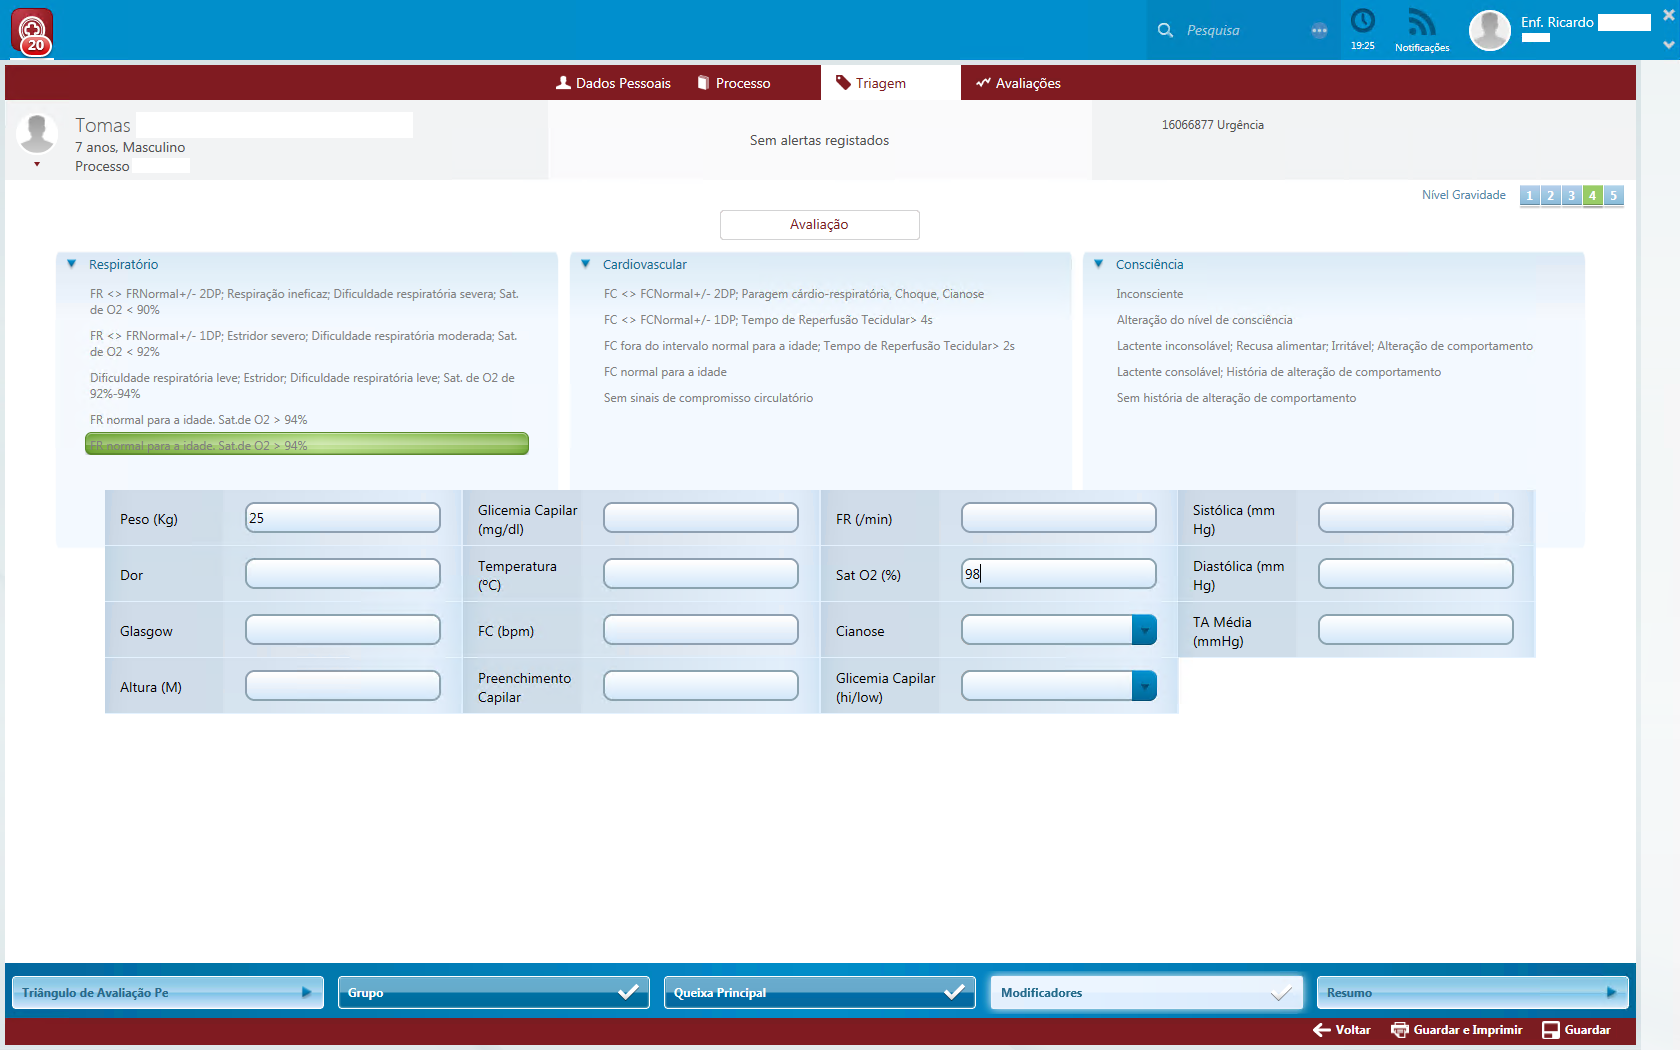 20
Pesquisa
19:25
Notificações
Enf. Ricardo
Dados Pessoais
Processo
Triagem
Avaliações
Tomas
7 anos, Masculino
Processo
Sem alertas registados
16066877 Urgência
Nível Gravidade 1 2 3 4 5
Avaliação
Respiratório
FR <> FRNormal+/- 2DP; Respiração ineficaz; Dificuldade respiratória severa; Sat.
de O2 < 90%
FR <> FRNormal+/- 1DP; Estridor severo; Dificuldade respiratória moderada; Sat.
de O2 < 92%
Dificuldade respiratória leve; Estridor; Dificuldade respiratória leve; Sat. de O2 de
92%-94%
FR normal para a idade. Sat.de O2 > 94%
FR normal para a idade. Sat.de O2 > 94%
Cardiovascular
FC <> FCNormal+/- 2DP; Paragem cárdio-respiratória, Choque, Cianose
FC <> FCNormal+/- 1DP; Tempo de Reperfusão Tecidular> 4s
FC fora do intervalo normal para a idade; Tempo de Reperfusão Tecidular> 2s
FC normal para a idade
Sem sinais de compromisso circulatório
Consciência
Inconsciente
Alteração do nível de consciência
Lactente inconsolável; Recusa alimentar; Irritável; Alteração de comportamento
Lactente consolável; História de alteração de comportamento
Sem história de alteração de comportamento
Peso (Kg) 25
Glicemia Capilar
(mg/dl)
FR (/min)
Sistólica (mm
Hg)
Dor
Temperatura
(ºC)
Sat O2 (%) 98
Diastólica (mm
Hg)
Glasgow
FC (bpm)
Cianose
TA Média
(mmHg)
Altura (M)
Preenchimento
Capilar
Glicemia Capilar
(hi/low)
Triângulo de Avaliação Pe
Grupo
Queixa Principal
Modificadores
Resumo
Voltar
Guardar e Imprimir
Guardar